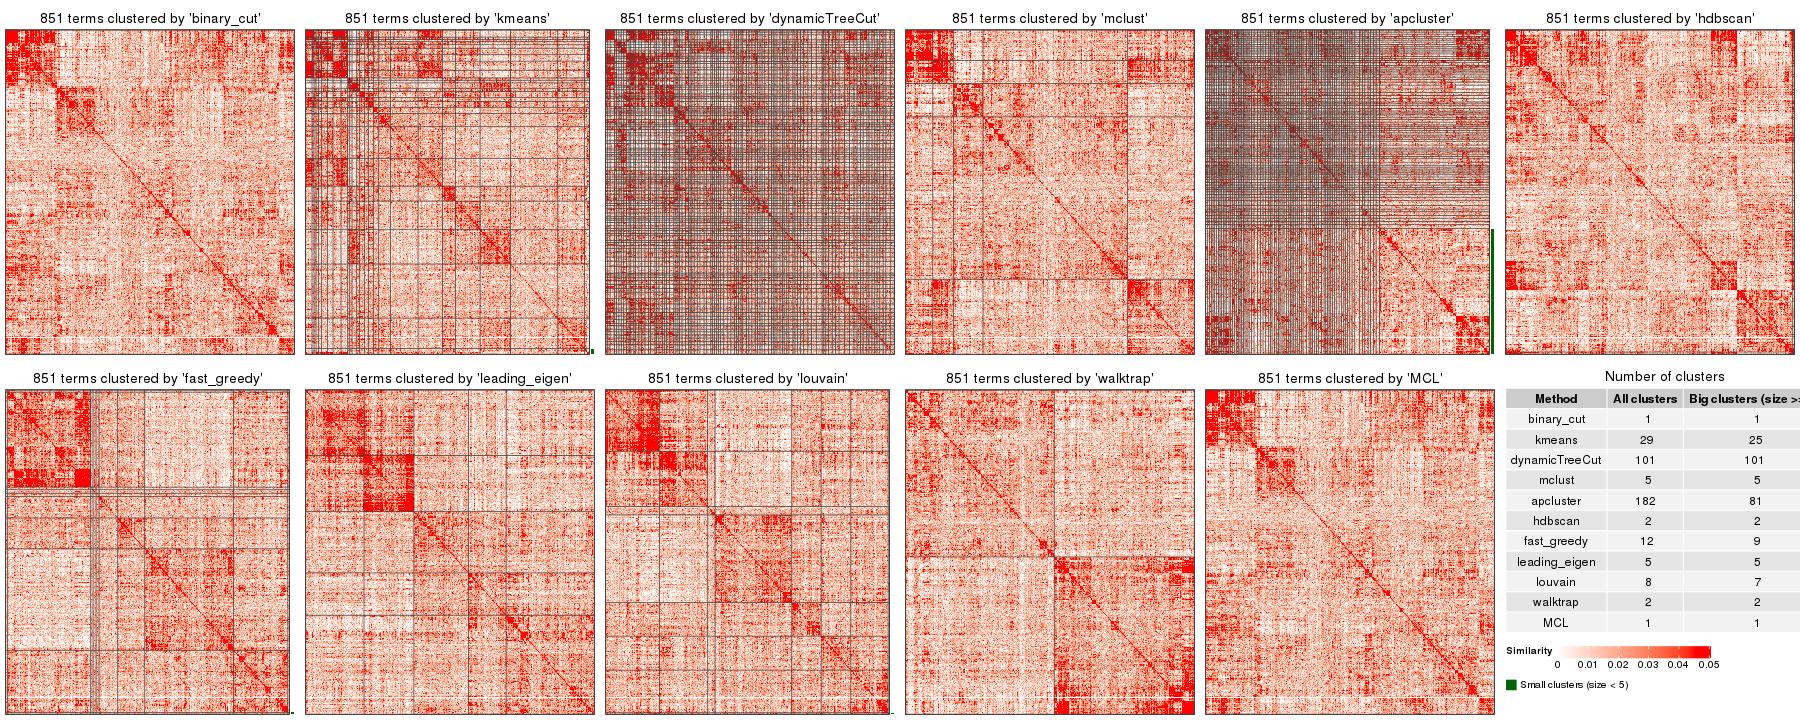 851 terms clustered by 'binary_cut'
851 terms clustered by 'kmeans'
851 terms clustered by 'dynamicTreeCut'
851 terms clustered by 'mclust'
851 terms clustered by 'apcluster'
851 terms clustered by 'hdbscan'
851 terms clustered by 'fast_greedy'
851 terms clustered by 'leading_eigen'
851 terms clustered by 'louvain'
851 terms clustered by 'walktrap'
851 terms clustered by 'MCL'
Number of clusters
Method All clusters Big clusters (size >
binary_cut 1 1
kmeans 29 25
dynamicTreeCut 101 101
mclust 5 5
apcluster 182 81
hdbscan 2 2
fast_greedy 12 9
leading_eigen 5 5
louvain 8 7
walktrap 2 2
MCL 1 1
Similarity
0 0.01 0.02 0.03 0.04 0.05
Small clusters (size < 5)